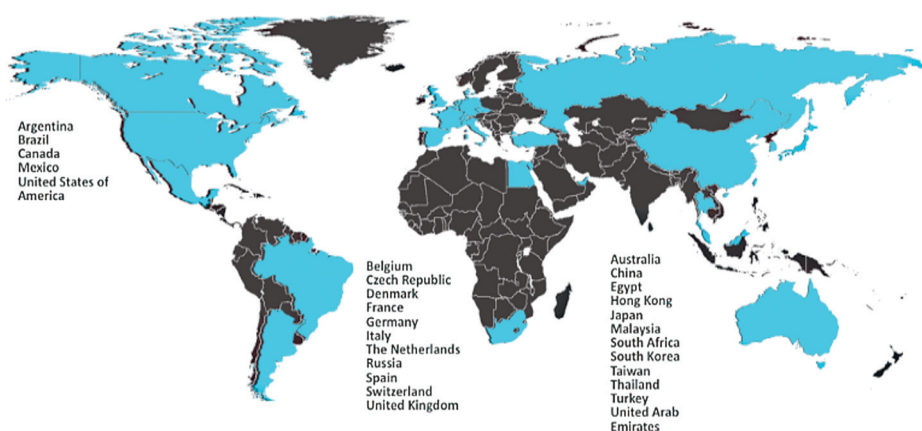 Argentina
Brazil
Canada
Mexico
United States of
America
Belgium
Czech Republic
Denmark
France
Germany
Italy
The Netherlands
Russia
Spain
Switzerland
United Kingdom
Australia
China
Egypt
Hong Kong
Japan
Malaysia
South Africa
South Korea
Taiwan
Thailand
Turkey
United Arab
Emirates